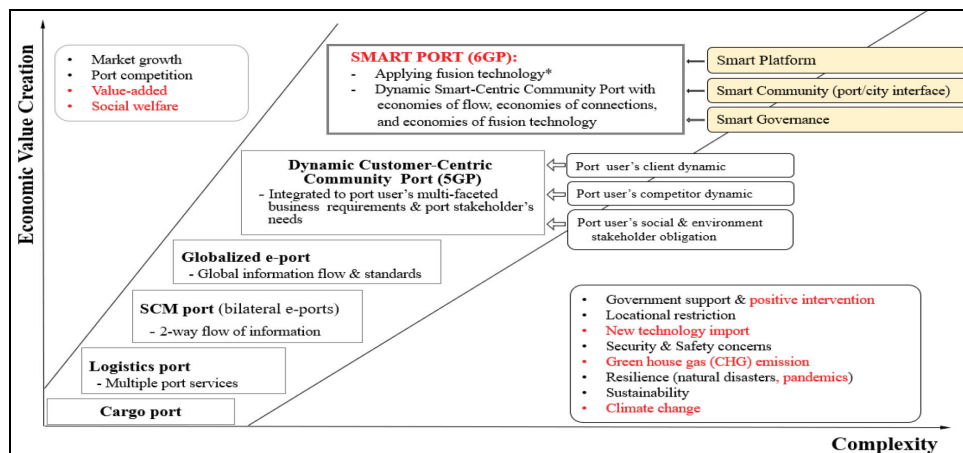 Economic Value Creation
• Market growth
• Port competition
• Value-added
• Social welfare
SMART PORT (6GP):
- Applying fusion technology*
- Dynamic Smart-Centric Community Port with
economies of flow, economies of connections,
and economies of fusion technology
Smart Platform
Smart Community (port/city interface)
Smart Governance
Dynamic Customer-Centric
Community Port (5GP)
- Integrated to port user's multi-faceted
business requirements & port stakeholder's
needs
Port user's client dynamic
Port user's competitor dynamic
Port user's social & environment
stakeholder obligation
Globalized e-port
- Global information flow & standards
SCM port (bilateral e-ports)
- 2-way flow of information
Logistics port
- Multiple port services
Cargo port
• Government support & positive intervention
• Locational restriction
• New technology import
• Security & Safety concerns
• Green house gas (CHG) emission
• Resilience (natural disasters, pandemics)
• Sustainability
• Climate change
Complexity